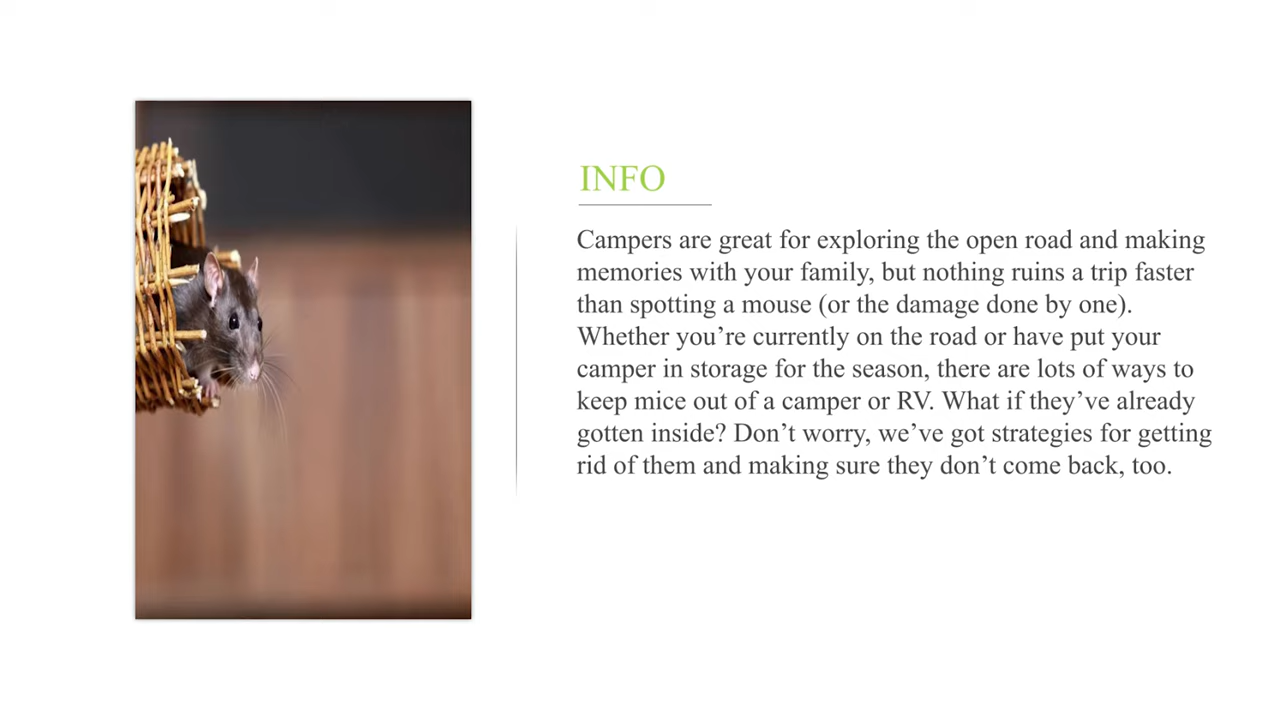 INFO
Campers are great for exploring the open road and making
memories with your family, but nothing ruins a trip faster
than spotting a mouse (or the damage done by one).
Whether you’re currently on the road or have put your
camper in storage for the season, there are lots of ways to
keep mice out of a camper or RV. What if they’ve already
gotten inside? Don’t worry, we’ve got strategies for getting
rid of them and making sure they don’t come back, too.